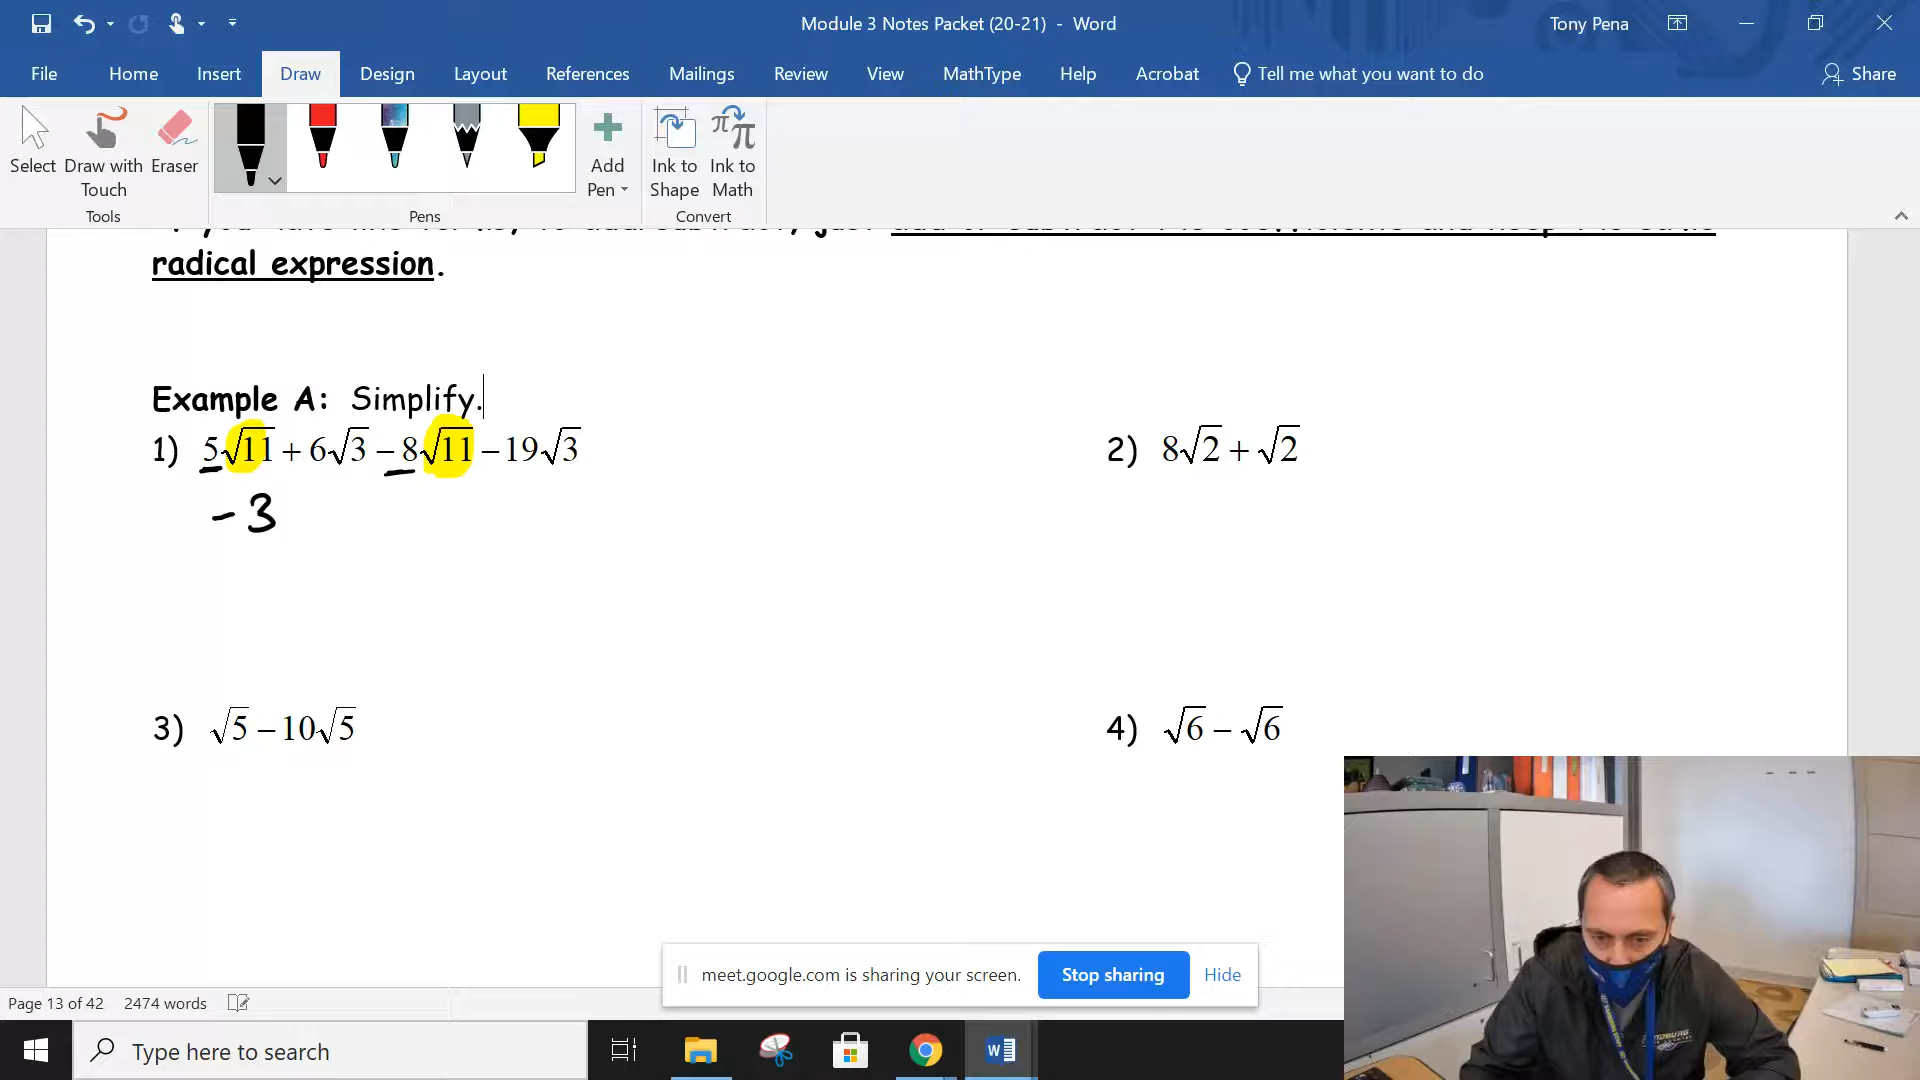 Module 3 Notes Packet (20-21) - Word
Tony Pena
File Home Insert Draw Design Layout References Mailings Review View MathType Help Acrobat Tell me what you want to do Share
Select
Draw with Touch
Eraser
Add Pen
Ink to Shape
Ink to Math
Tools
Pens
Convert
radical expression.
Example A: Simplify.
1) 5√11 + 6√3 − 8√11 − 19√3
2) 8√2 + √2
-3
3) √5 − 10√5
4) √6 − √6
meet.google.com is sharing your screen. Stop sharing Hide
Page 13 of 42 2474 words
Type here to search